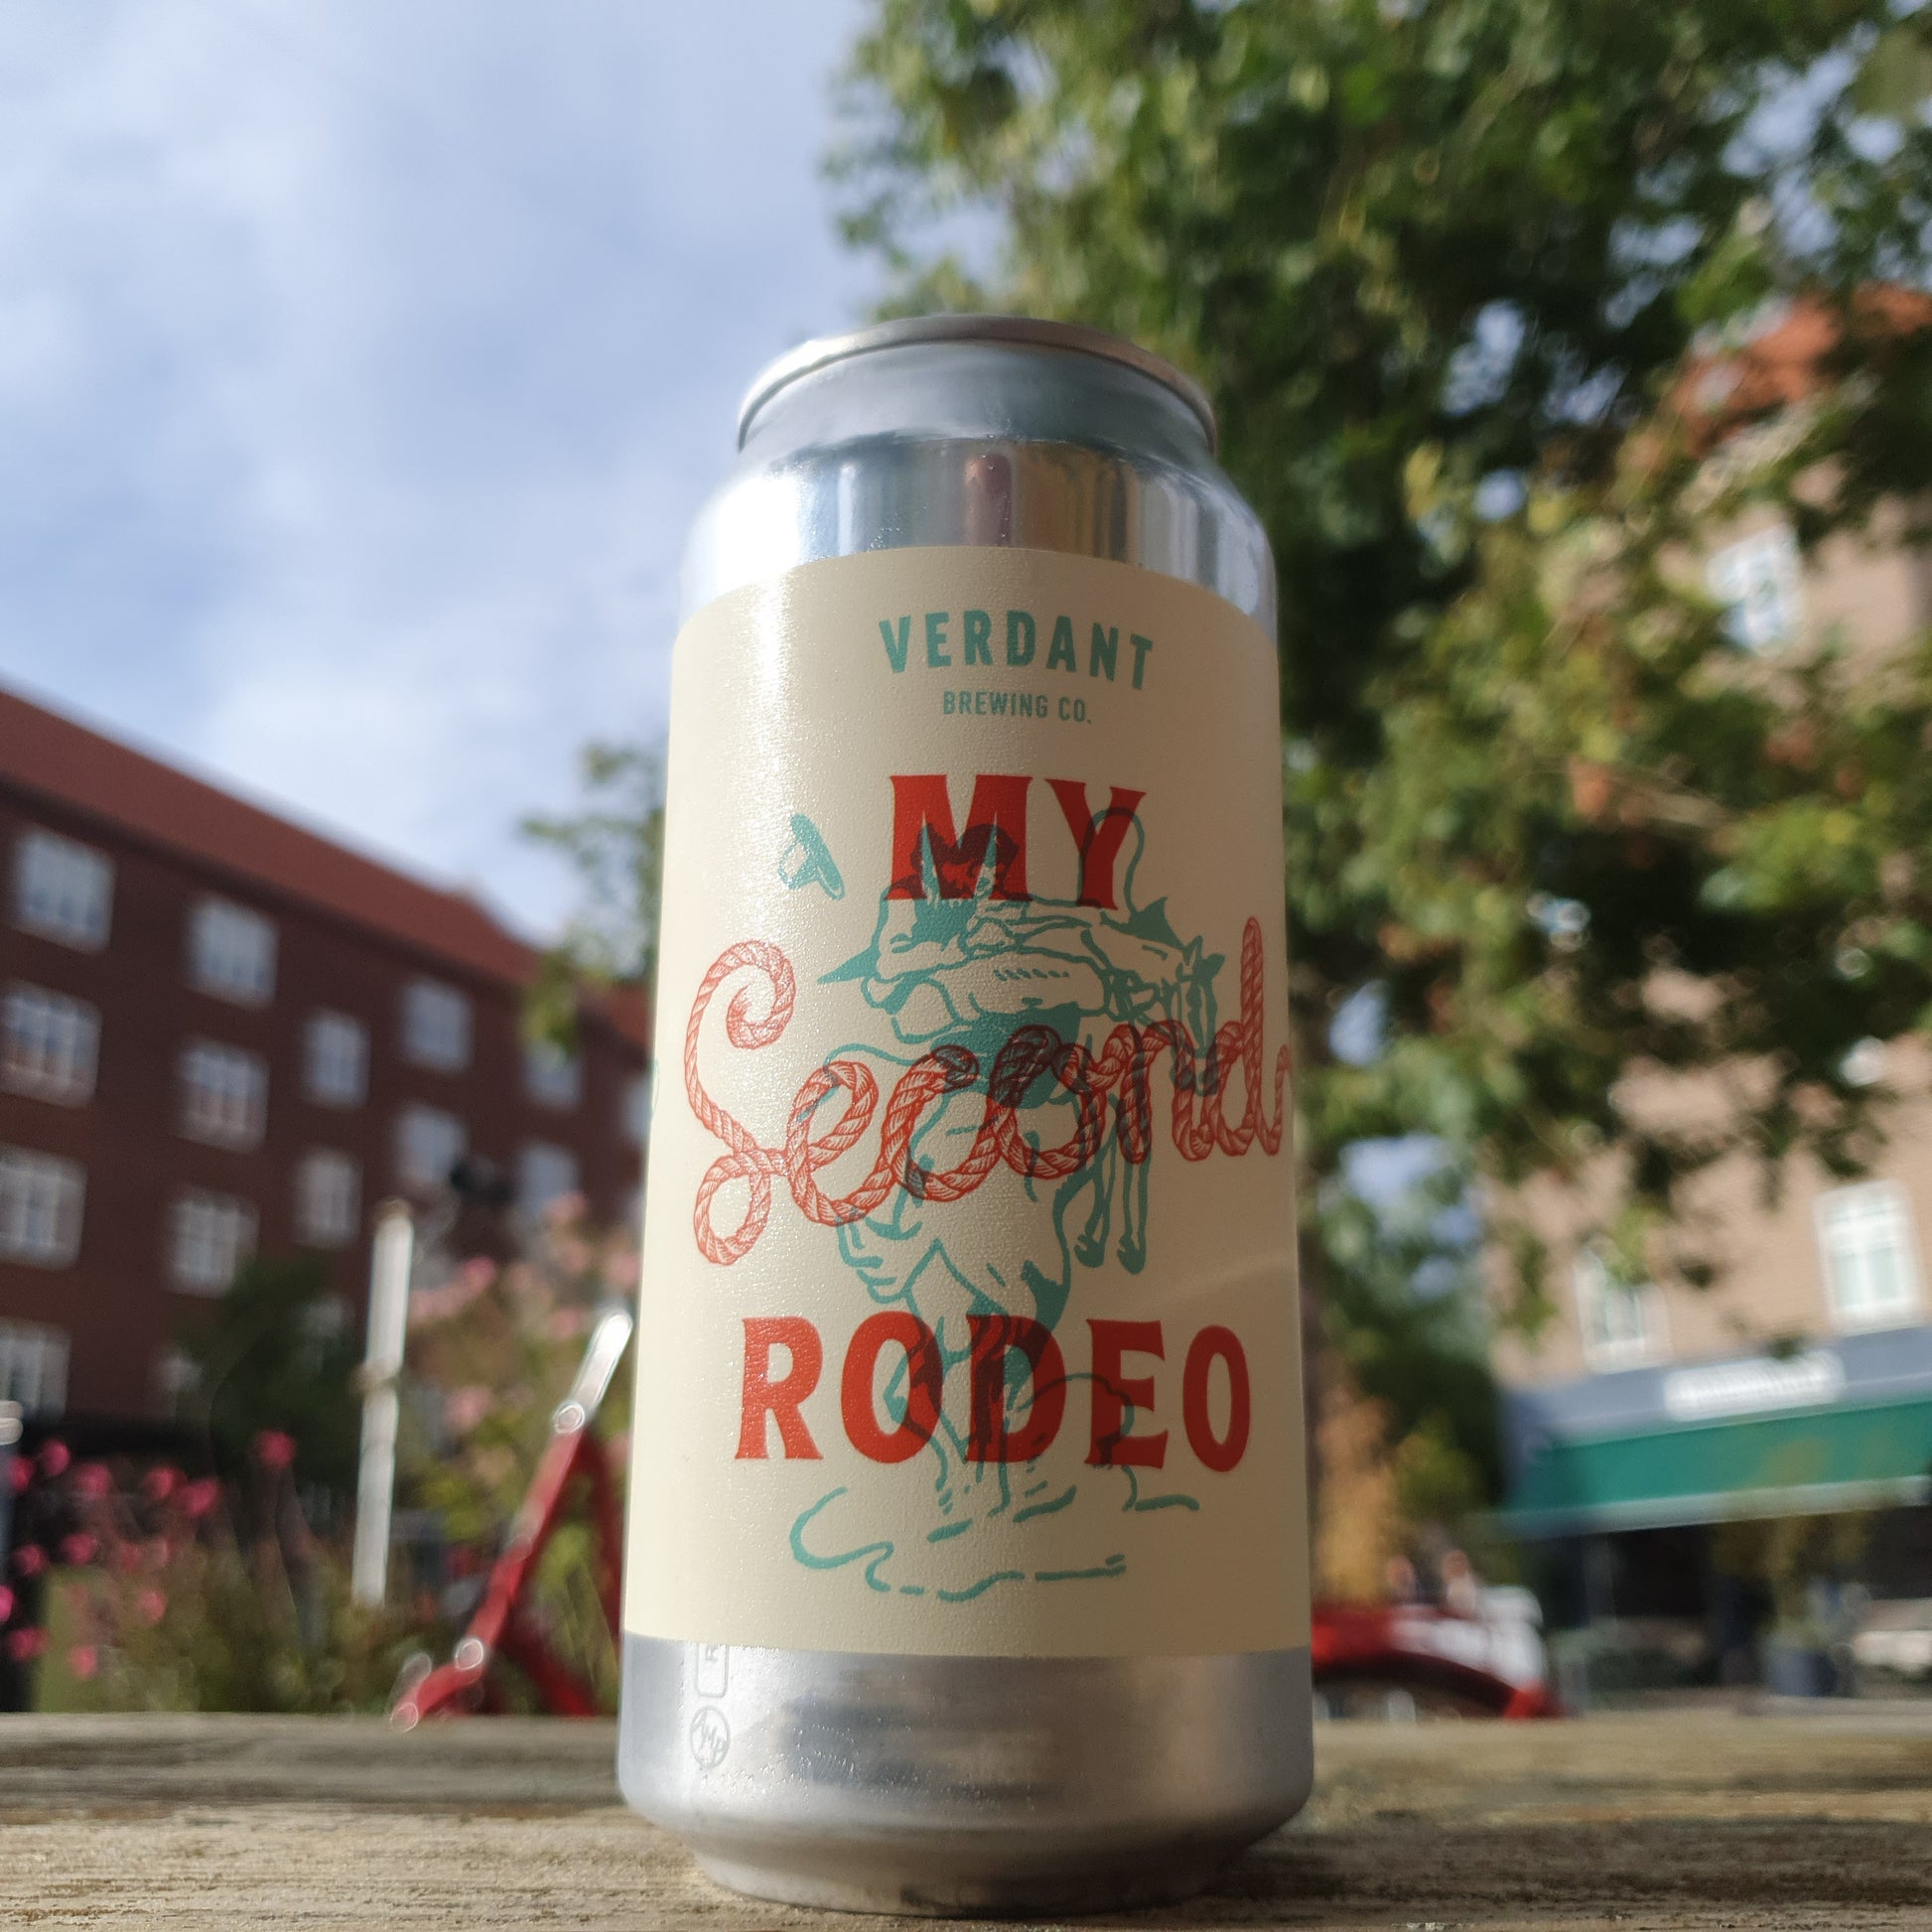 VERDANT
BREWING CO.
MY
Second
RODEO